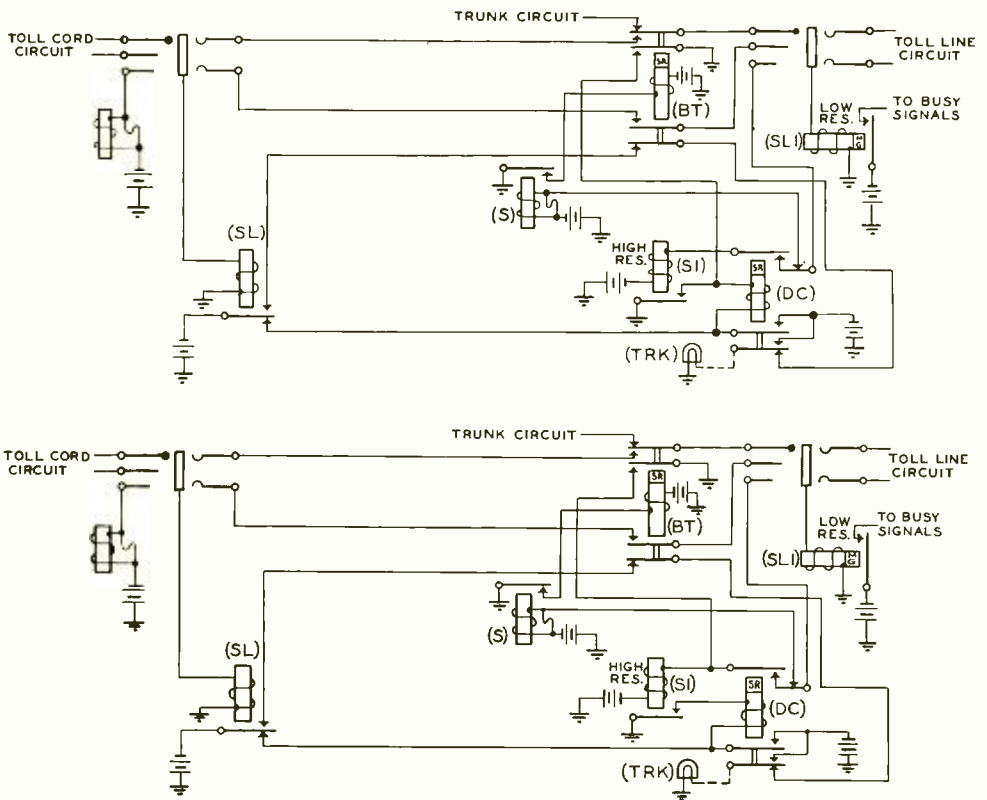 TRUNK CIRCUIT
TOLL CORD
CIRCUIT
TOLL LINE
CIRCUIT
SR
(BT)
LOW
RES.
TO BUSY
SIGNALS
(SL1)
MG
(S)
(SL)
HIGH
RES.
(S1)
SR
(DC)
(TRK)
TRUNK CIRCUIT
TOLL CORD
CIRCUIT
TOLL LINE
CIRCUIT
SR
(BT)
LOW
RES.
TO BUSY
SIGNALS
(SL1)
MG
(S)
(SL)
HIGH
RES.
(S1)
SR
(DC)
(TRK)